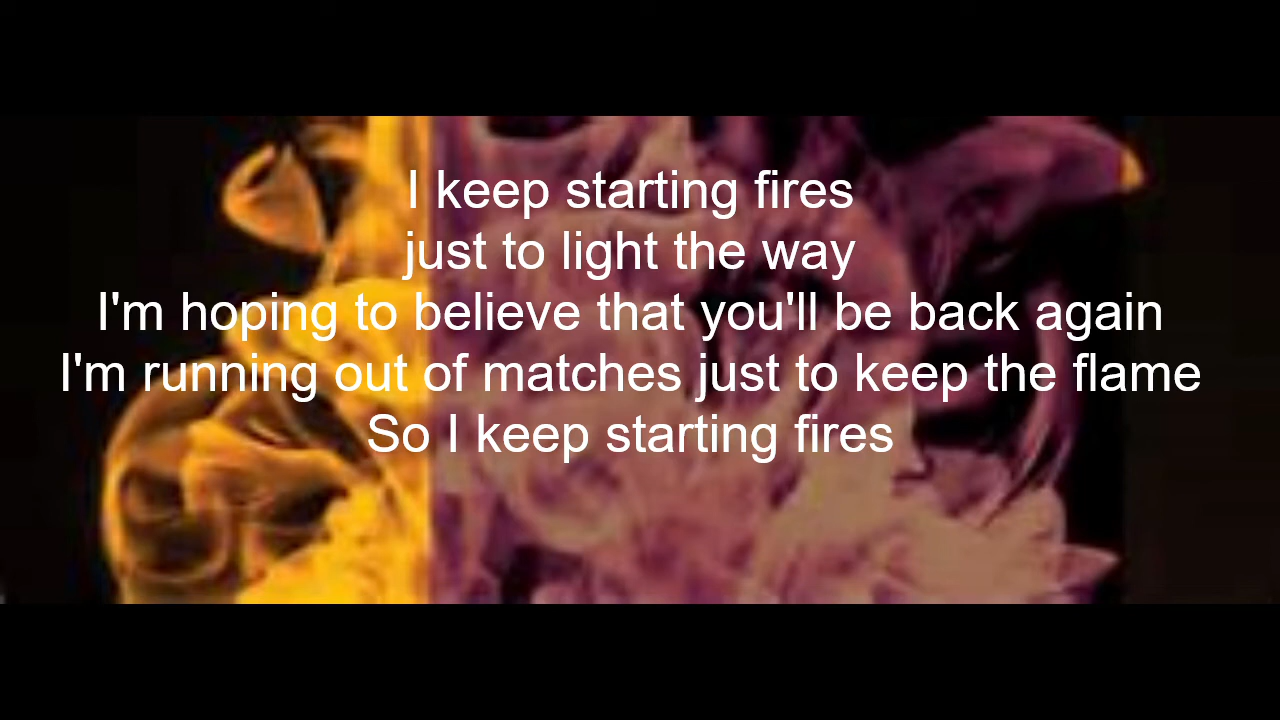 I keep starting fires
just to light the way
I'm hoping to believe that you'll be back again
I'm running out of matches just to keep the flame
So I keep starting fires